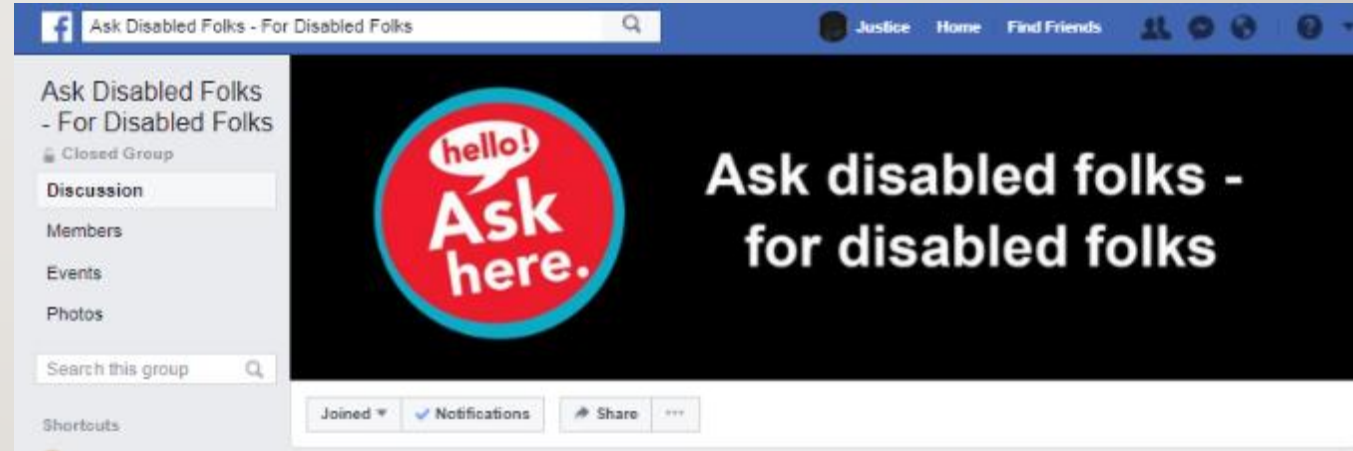 f Ask Disabled Folks - For Disabled Folks Justice Home Find Friends ?
Ask Disabled Folks
- For Disabled Folks
Closed Group
Discussion
Members
Events
Photos
Search this group
Shortcuts
hello!
Ask
here.
Ask disabled folks -
for disabled folks
Joined Notifications Share ...